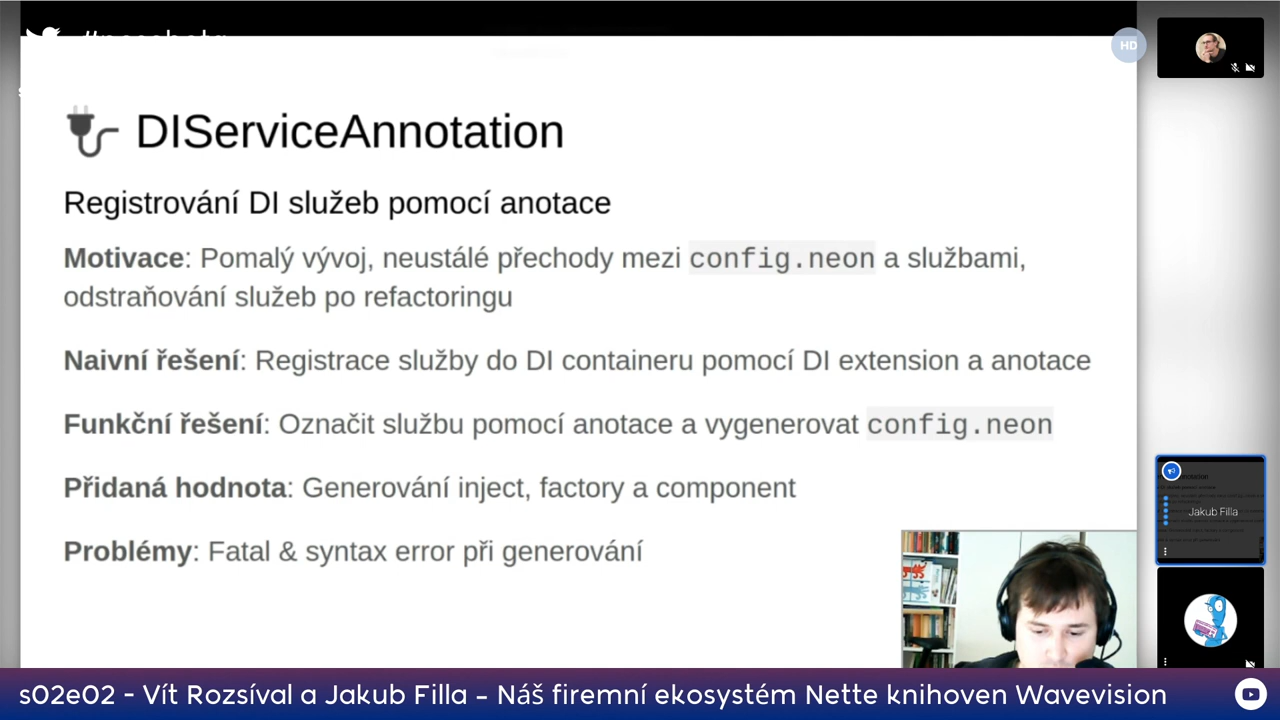 HD
DIServiceAnnotation
Registrování DI služeb pomocí anotace
Motivace: Pomalý vývoj, neustálé přechody mezi config.neon a službami,
odstraňování služeb po refactoringu
Naivní řešení: Registrace služby do DI containeru pomocí DI extension a anotace
Funkční řešení: Označit službu pomocí anotace a vygenerovat config.neon
Přidaná hodnota: Generování inject, factory a component
Problémy: Fatal & syntax error při generování
Jakub Filla
s02e02 - Vít Rozsíval a Jakub Filla - Náš firemní ekosystém Nette knihoven Wavevision